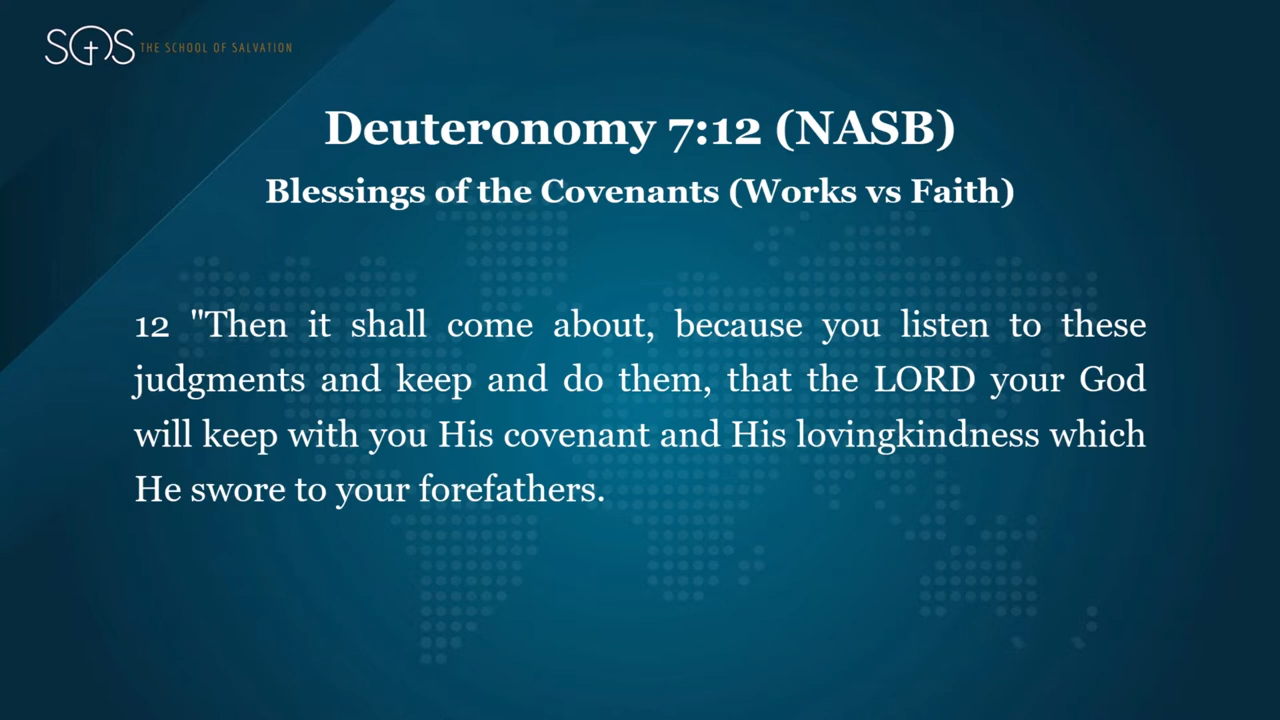 SOS THE SCHOOL OF SALVATION
Deuteronomy 7:12 (NASB)
Blessings of the Covenants (Works vs Faith)
12 "Then it shall come about, because you listen to these
judgments and keep and do them, that the LORD your God
will keep with you His covenant and His lovingkindness which
He swore to your forefathers.